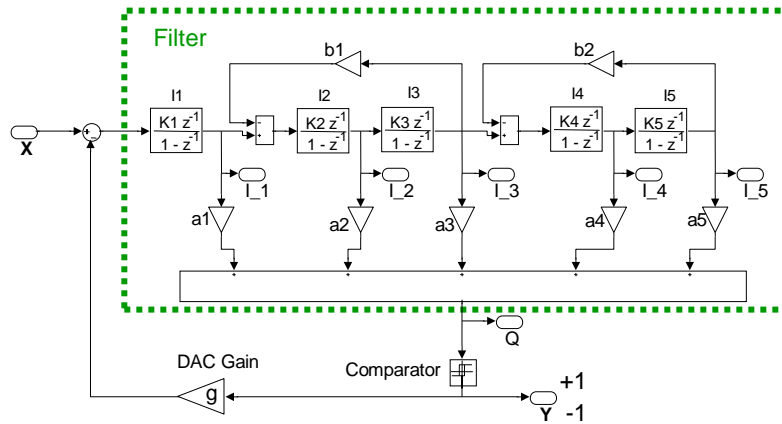 Filter
b1
b2
I1
I2
I3
I4
I5
K1 z-1
1 - z-1
K2 z-1
1 - z-1
K3 z-1
1 - z-1
K4 z-1
1 - z-1
K5 z-1
1 - z-1
+
-
-
+
-
+
X
I_1
I_2
I_3
I_4
I_5
a1
a2
a3
a4
a5
+
+
+
+
+
Q
DAC Gain
Comparator
g
+1
Y
-1